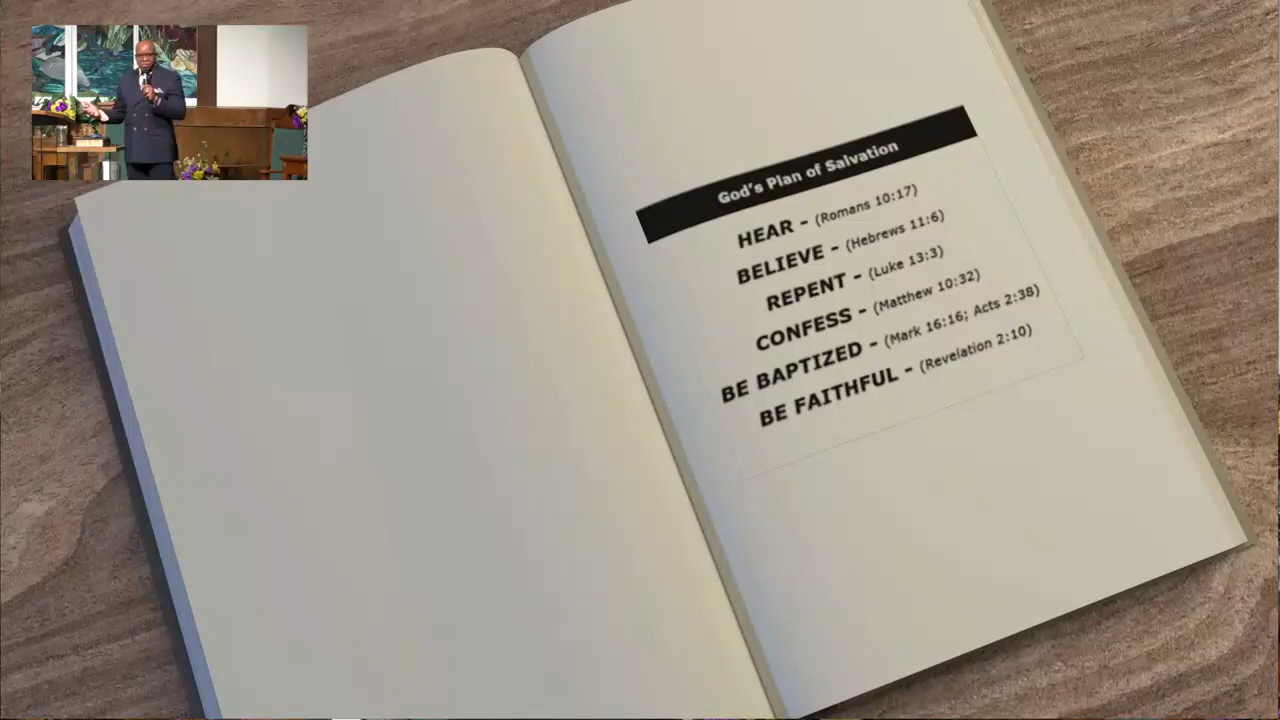 God's Plan of Salvation
HEAR - (Romans 10:17)
BELIEVE - (Hebrews 11:6)
REPENT - (Luke 13:3)
CONFESS - (Matthew 10:32)
BE BAPTIZED - (Mark 16:16; Acts 2:38)
BE FAITHFUL - (Revelation 2:10)